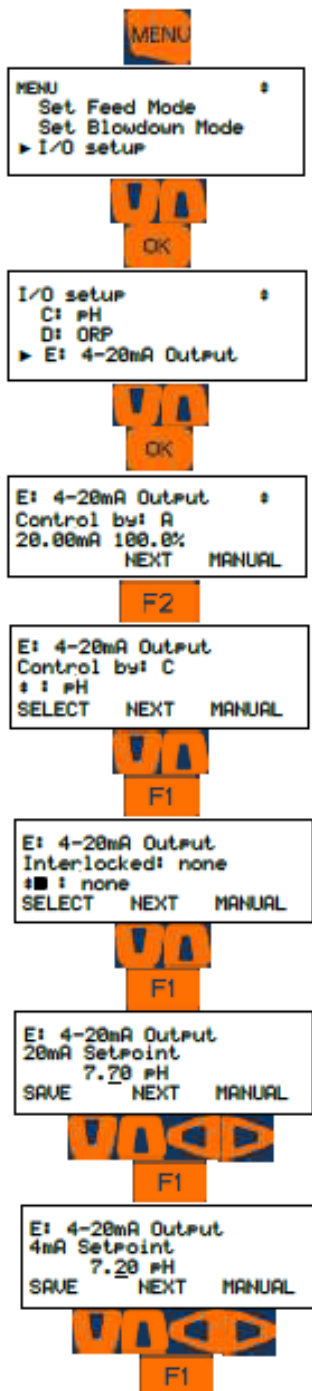 MENU
MENU
Set Feed Mode
Set Blowdown Mode
I/O setup
OK
I/O setup
C: pH
D: ORP
E: 4-20mA Output
OK
E: 4-20mA Output
Control by: A
20.00mA 100.0%
NEXT MANUAL
F2
E: 4-20mA Output
Control by: C
: pH
SELECT NEXT MANUAL
F1
E: 4-20mA Output
Interlocked: none
: none
SELECT NEXT MANUAL
F1
E: 4-20mA Output
20mA Setpoint
7.70 pH
SAVE NEXT MANUAL
F1
E: 4-20mA Output
4mA Setpoint
7.20 pH
SAVE NEXT MANUAL
F1